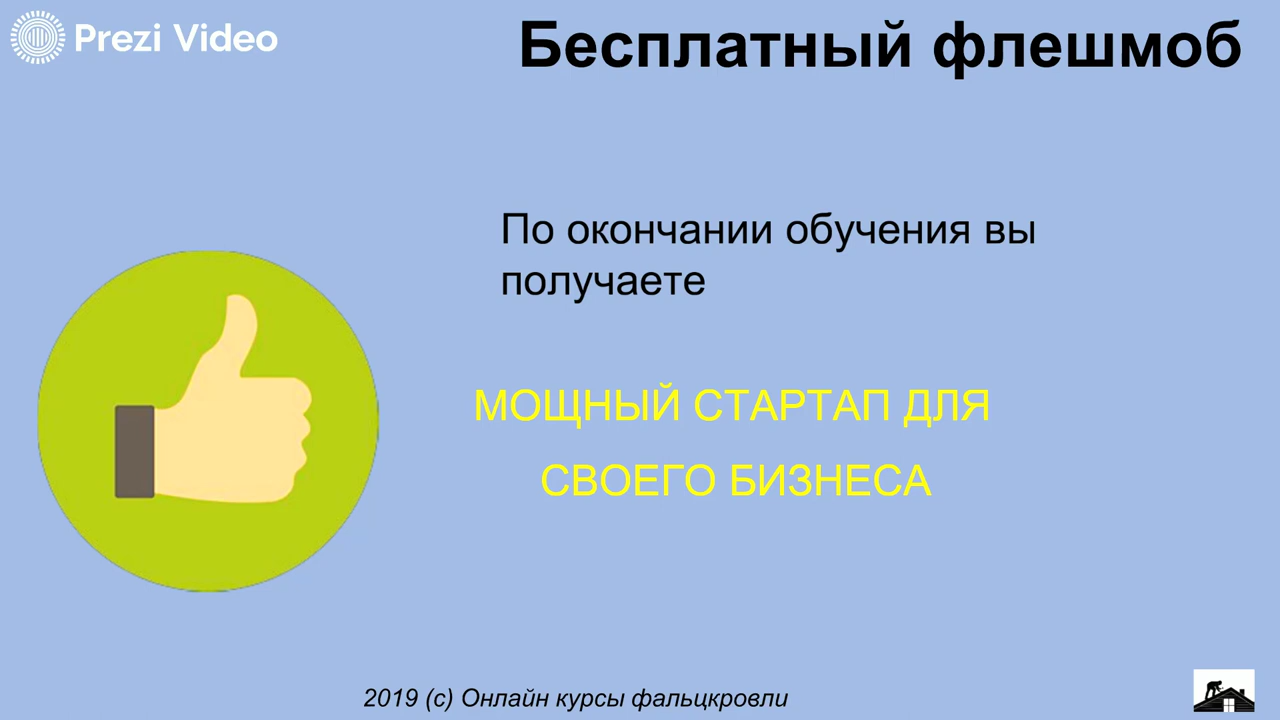 Prezi Video
Бесплатный флешмоб
По окончании обучения вы
получаете
МОЩНЫЙ СТАРТАП ДЛЯ
СВОЕГО БИЗНЕСА
2019 (с) Онлайн курсы фальцкровли